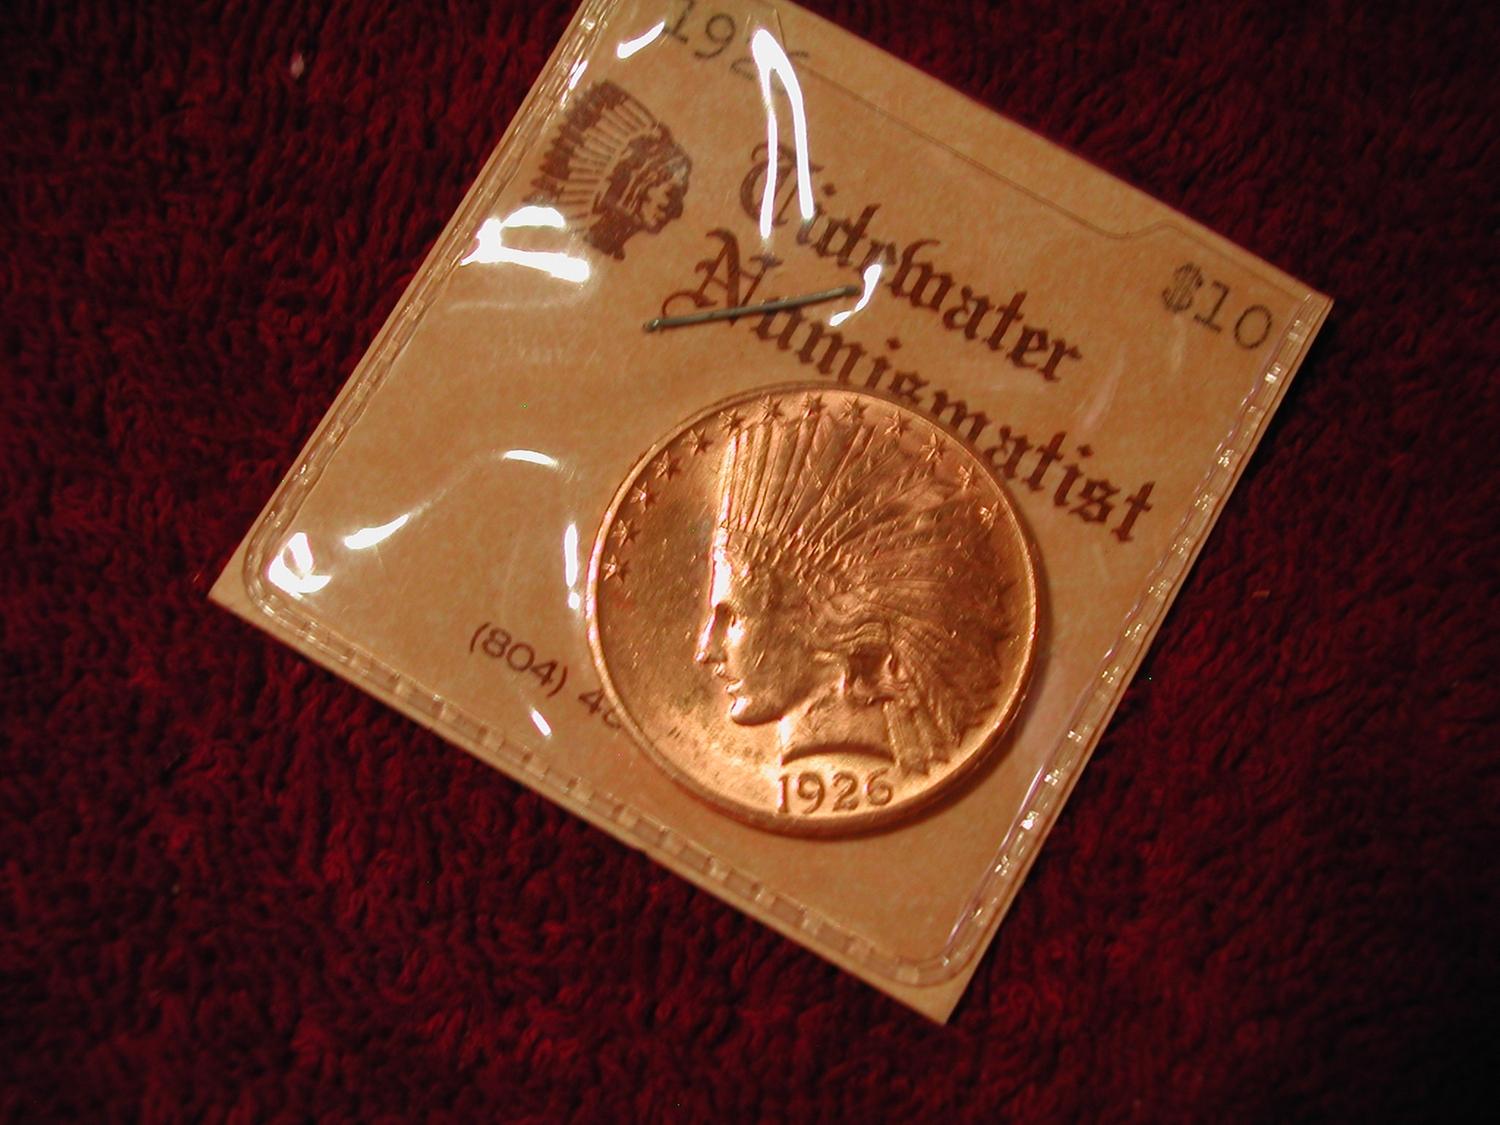 $10
Tidewater
Numismatist
(804)
1926